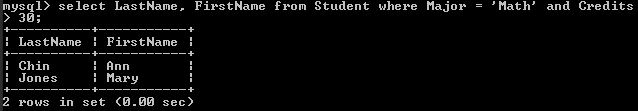 mysql> select LastName, FirstName from Student where Major = 'Math' and Credits
> 30;
+----------+-----------+
| LastName | FirstName |
+----------+-----------+
| Chin     | Ann       |
| Jones    | Mary      |
+----------+-----------+
2 rows in set (0.00 sec)